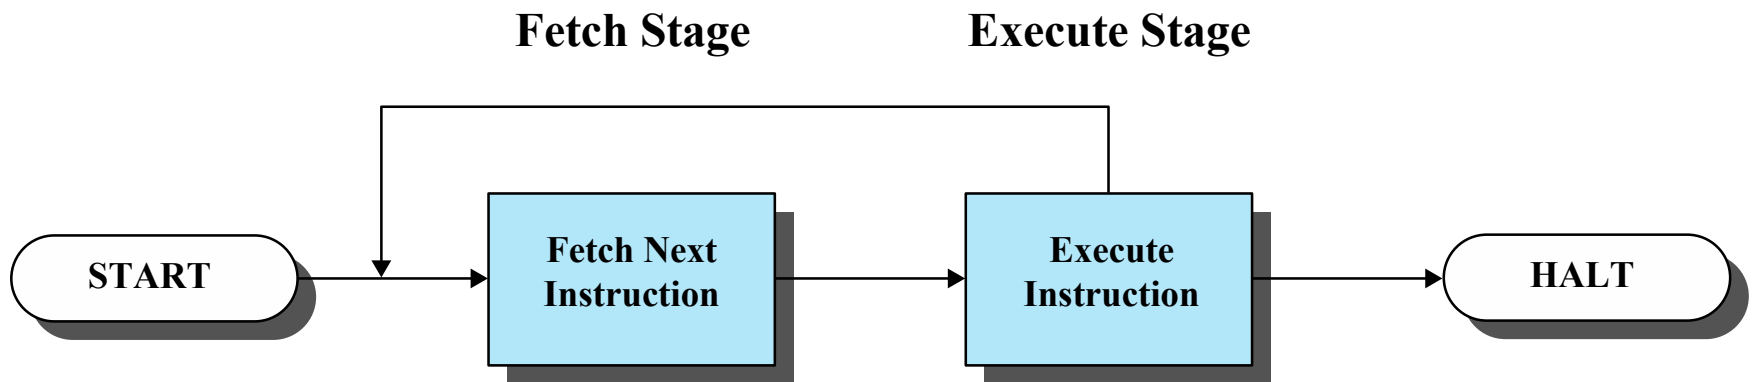 Fetch Stage
Execute Stage
START
Fetch Next
Instruction
Execute
Instruction
HALT